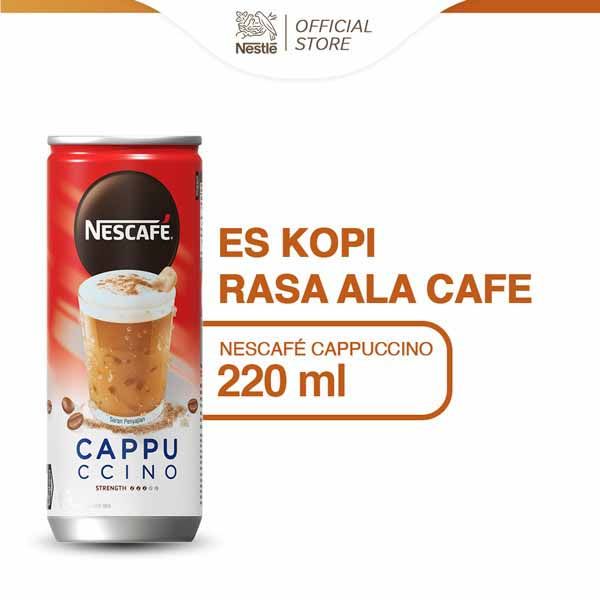 Nestlé
OFFICIAL
STORE
NESCAFÉ
Saran Penyajian
CAPPU
CCINO
STRENGTH
ES KOPI
RASA ALA CAFE
NESCAFÉ CAPPUCCINO
220 ml